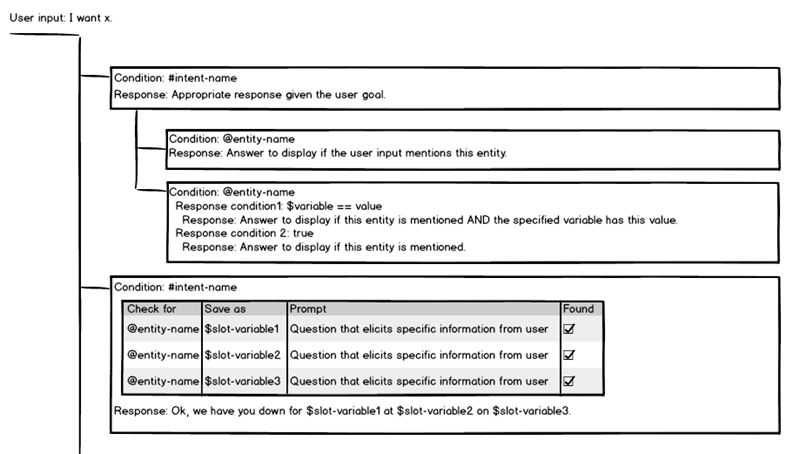 User input: I want x.
Condition: #intent-name
Response: Appropriate response given the user goal.
Condition: @entity-name
Response: Answer to display if the user input mentions this entity.
Condition: @entity-name
Response condition1: $variable == value
Response: Answer to display if this entity is mentioned AND the specified variable has this value.
Response condition 2: true
Response: Answer to display if this entity is mentioned.
Condition: #intent-name
Check for Save as Prompt Found
@entity-name $slot-variable1 Question that elicits specific information from user
@entity-name $slot-variable2 Question that elicits specific information from user
@entity-name $slot-variable3 Question that elicits specific information from user
Response: Ok, we have you down for $slot-variable1 at $slot-variable2 on $slot-variable3.